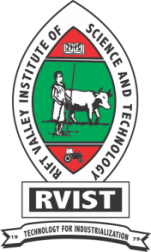 RIFT VALLEY INSTITUTE OF SCIENCE AND TECHNOLOGY
RVIST
19 TECHNOLOGY FOR INDUSTRIALIZATION 79